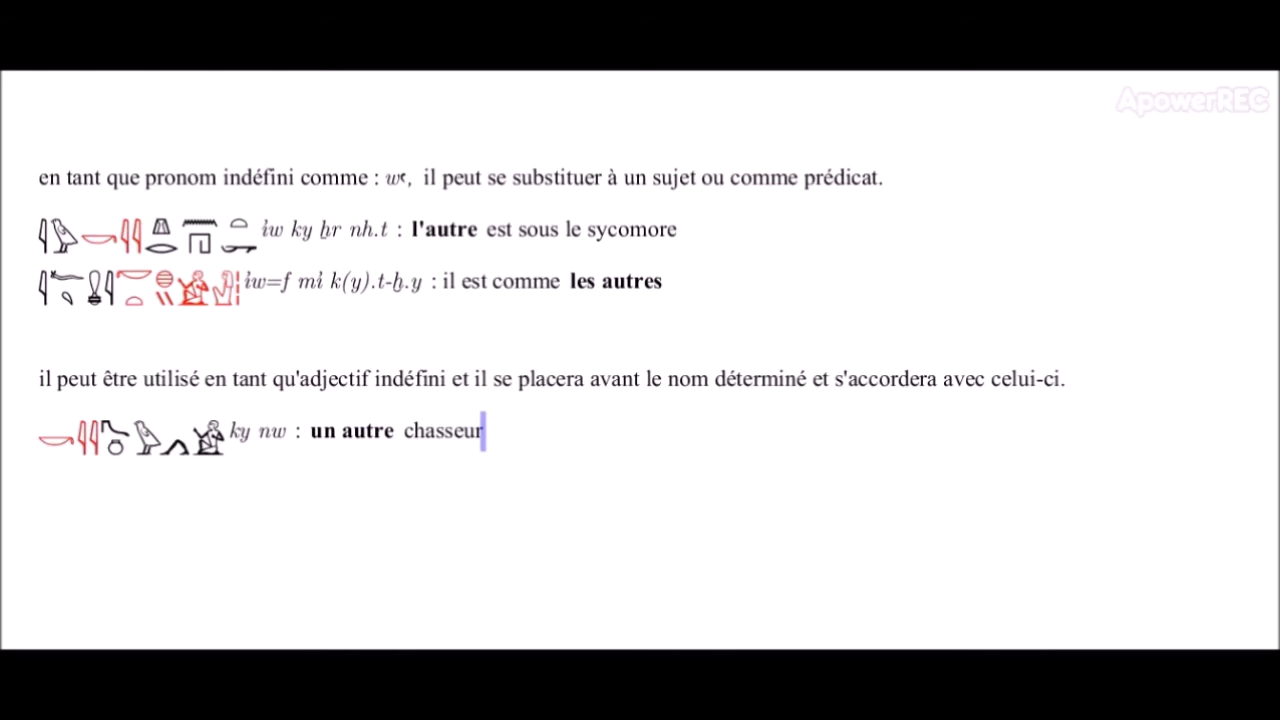 ApowerREC
en tant que pronom indéfini comme : wꜥ, il peut se substituer à un sujet ou comme prédicat.
ỉw ky ẖr nh.t : l'autre est sous le sycomore
ỉw=f mỉ k(y).t-ẖ.y : il est comme les autres
il peut être utilisé en tant qu'adjectif indéfini et il se placera avant le nom déterminé et s'accordera avec celui-ci.
ky nw : un autre chasseur